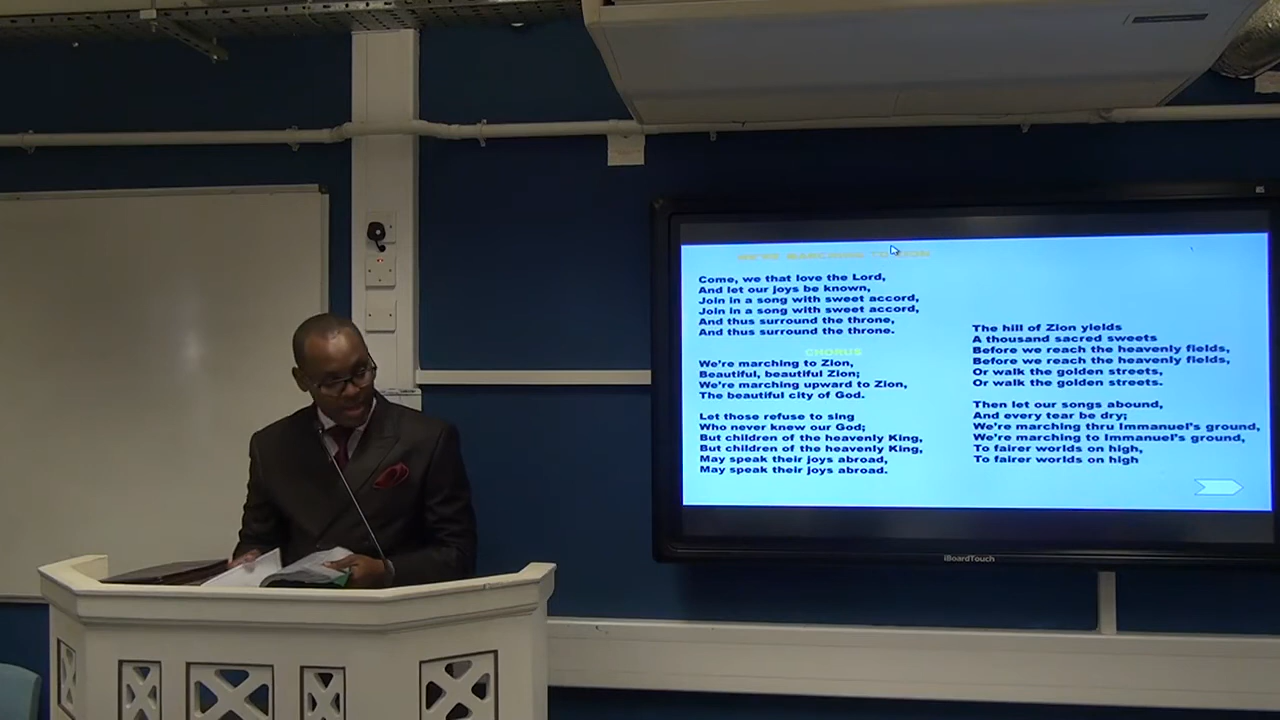 WE'RE MARCHING TO ZION
Come, we that love the Lord,
And let our joys be known,
Join in a song with sweet accord,
Join in a song with sweet accord,
And thus surround the throne,
And thus surround the throne.
CHORUS
We're marching to Zion,
Beautiful, beautiful Zion;
We're marching upward to Zion,
The beautiful city of God.
Let those refuse to sing
Who never knew our God;
But children of the heavenly King,
But children of the heavenly King,
May speak their joys abroad,
May speak their joys abroad.
The hill of Zion yields
A thousand sacred sweets
Before we reach the heavenly fields,
Before we reach the heavenly fields,
Or walk the golden streets,
Or walk the golden streets.
Then let our songs abound,
And every tear be dry;
We're marching thru Immanuel's ground,
We're marching to Immanuel's ground,
To fairer worlds on high,
To fairer worlds on high
iBoardTouch